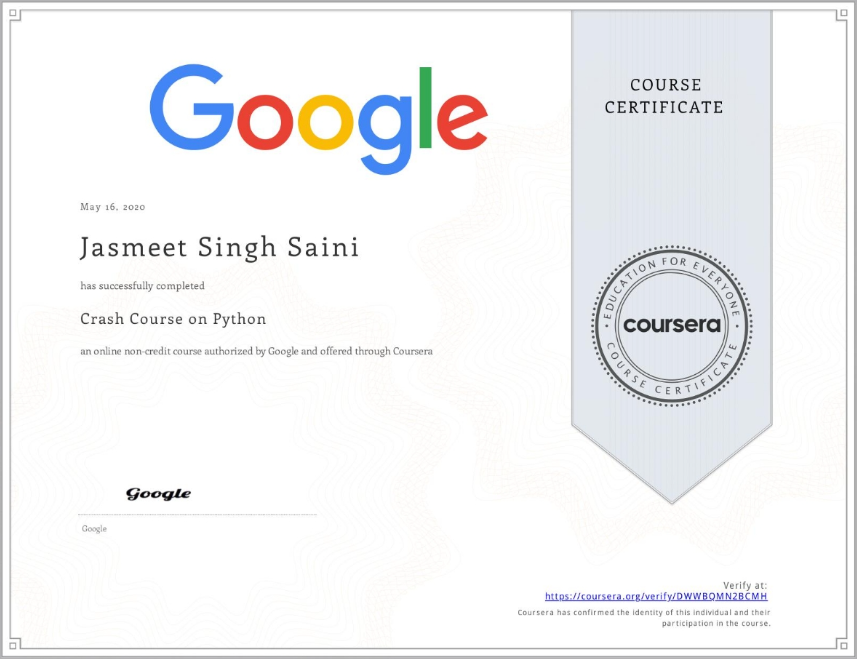 Google
COURSE
CERTIFICATE
May 16, 2020
Jasmeet Singh Saini
has successfully completed
Crash Course on Python
an online non-credit course authorized by Google and offered through Coursera
EDUCATION FOR EVERYONE
coursera
COURSE CERTIFICATE
Google
Google
Verify at:
https://coursera.org/verify/DWWBQMN2BCMH
Coursera has confirmed the identity of this individual and their
participation in the course.